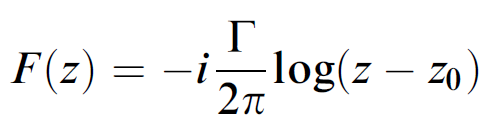 F(z) = −i Γ/2π log(z − z₀)